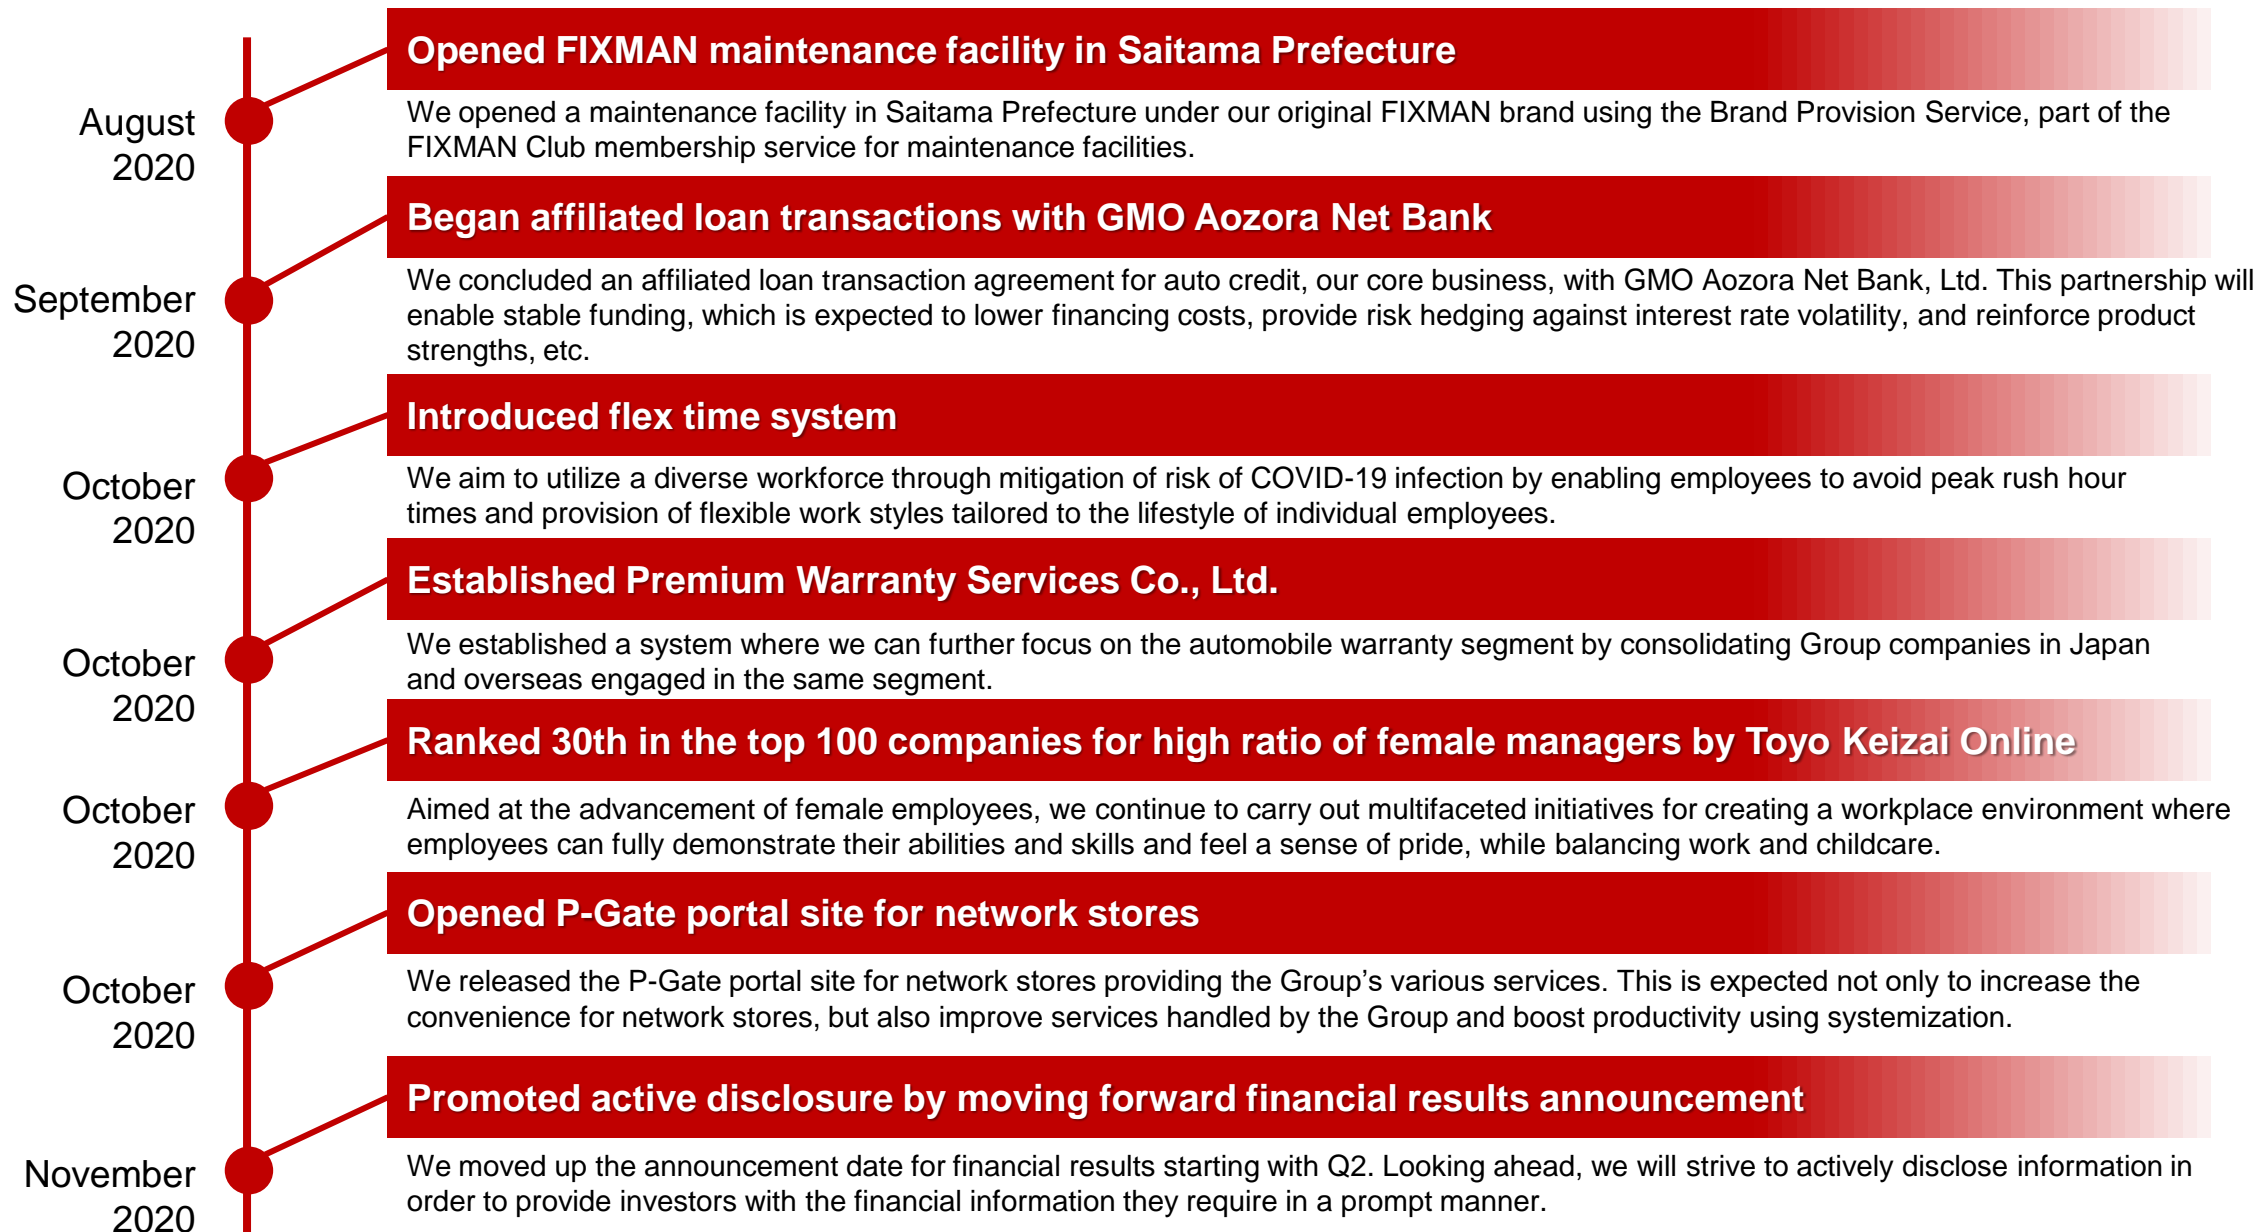 Opened FIXMAN maintenance facility in Saitama Prefecture
August
2020
We opened a maintenance facility in Saitama Prefecture under our original FIXMAN brand using the Brand Provision Service, part of the
FIXMAN Club membership service for maintenance facilities.
Began affiliated loan transactions with GMO Aozora Net Bank
September
2020
We concluded an affiliated loan transaction agreement for auto credit, our core business, with GMO Aozora Net Bank, Ltd. This partnership will
enable stable funding, which is expected to lower financing costs, provide risk hedging against interest rate volatility, and reinforce product
strengths, etc.
Introduced flex time system
October
2020
We aim to utilize a diverse workforce through mitigation of risk of COVID-19 infection by enabling employees to avoid peak rush hour
times and provision of flexible work styles tailored to the lifestyle of individual employees.
Established Premium Warranty Services Co., Ltd.
October
2020
We established a system where we can further focus on the automobile warranty segment by consolidating Group companies in Japan
and overseas engaged in the same segment.
Ranked 30th in the top 100 companies for high ratio of female managers by Toyo Keizai Online
October
2020
Aimed at the advancement of female employees, we continue to carry out multifaceted initiatives for creating a workplace environment where
employees can fully demonstrate their abilities and skills and feel a sense of pride, while balancing work and childcare.
Opened P-Gate portal site for network stores
October
2020
We released the P-Gate portal site for network stores providing the Group's various services. This is expected not only to increase the
convenience for network stores, but also improve services handled by the Group and boost productivity using systemization.
Promoted active disclosure by moving forward financial results announcement
November
2020
We moved up the announcement date for financial results starting with Q2. Looking ahead, we will strive to actively disclose information in
order to provide investors with the financial information they require in a prompt manner.